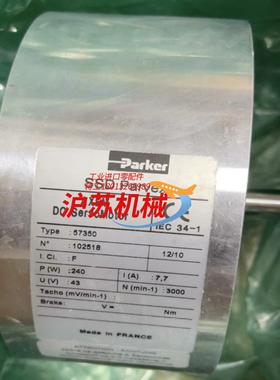 Parker
SSD Parvex
工业进口零配件
沪苏机械
DC Servomotor
IEC 34-1
Type : 57350
N° : 102518 12/10
I. Cl. : F
P (W) : 240 I (A) : 7,7
U (V) : 43 N (min-1) : 3000
Tacho (mV/min-1) :
Brake: V = Nm
Made in FRANCE